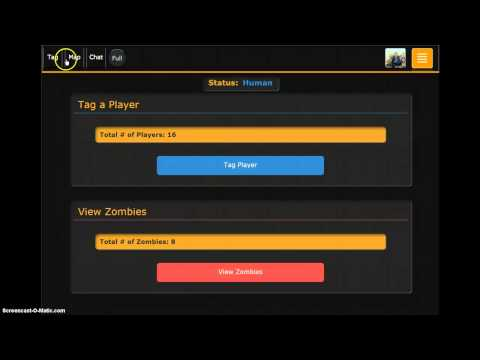 Tag Map Chat Full
Status: Human
Tag a Player
Total # of Players: 16
Tag Player
View Zombies
Total # of Zombies: 8
View Zombies
Screencast-O-Matic.com